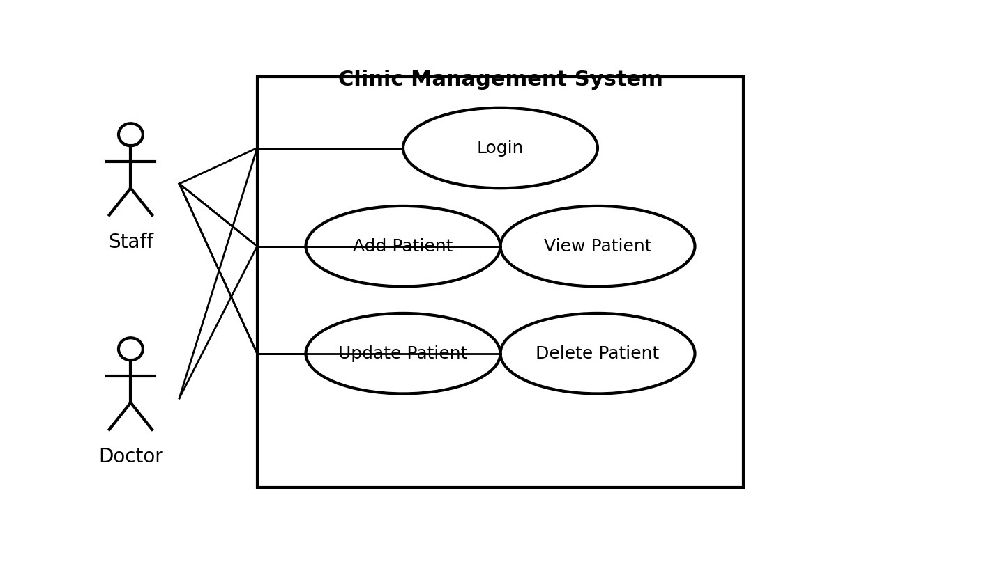 Clinic Management System
Login
Staff
Add Patient
View Patient
Update Patient
Delete Patient
Doctor